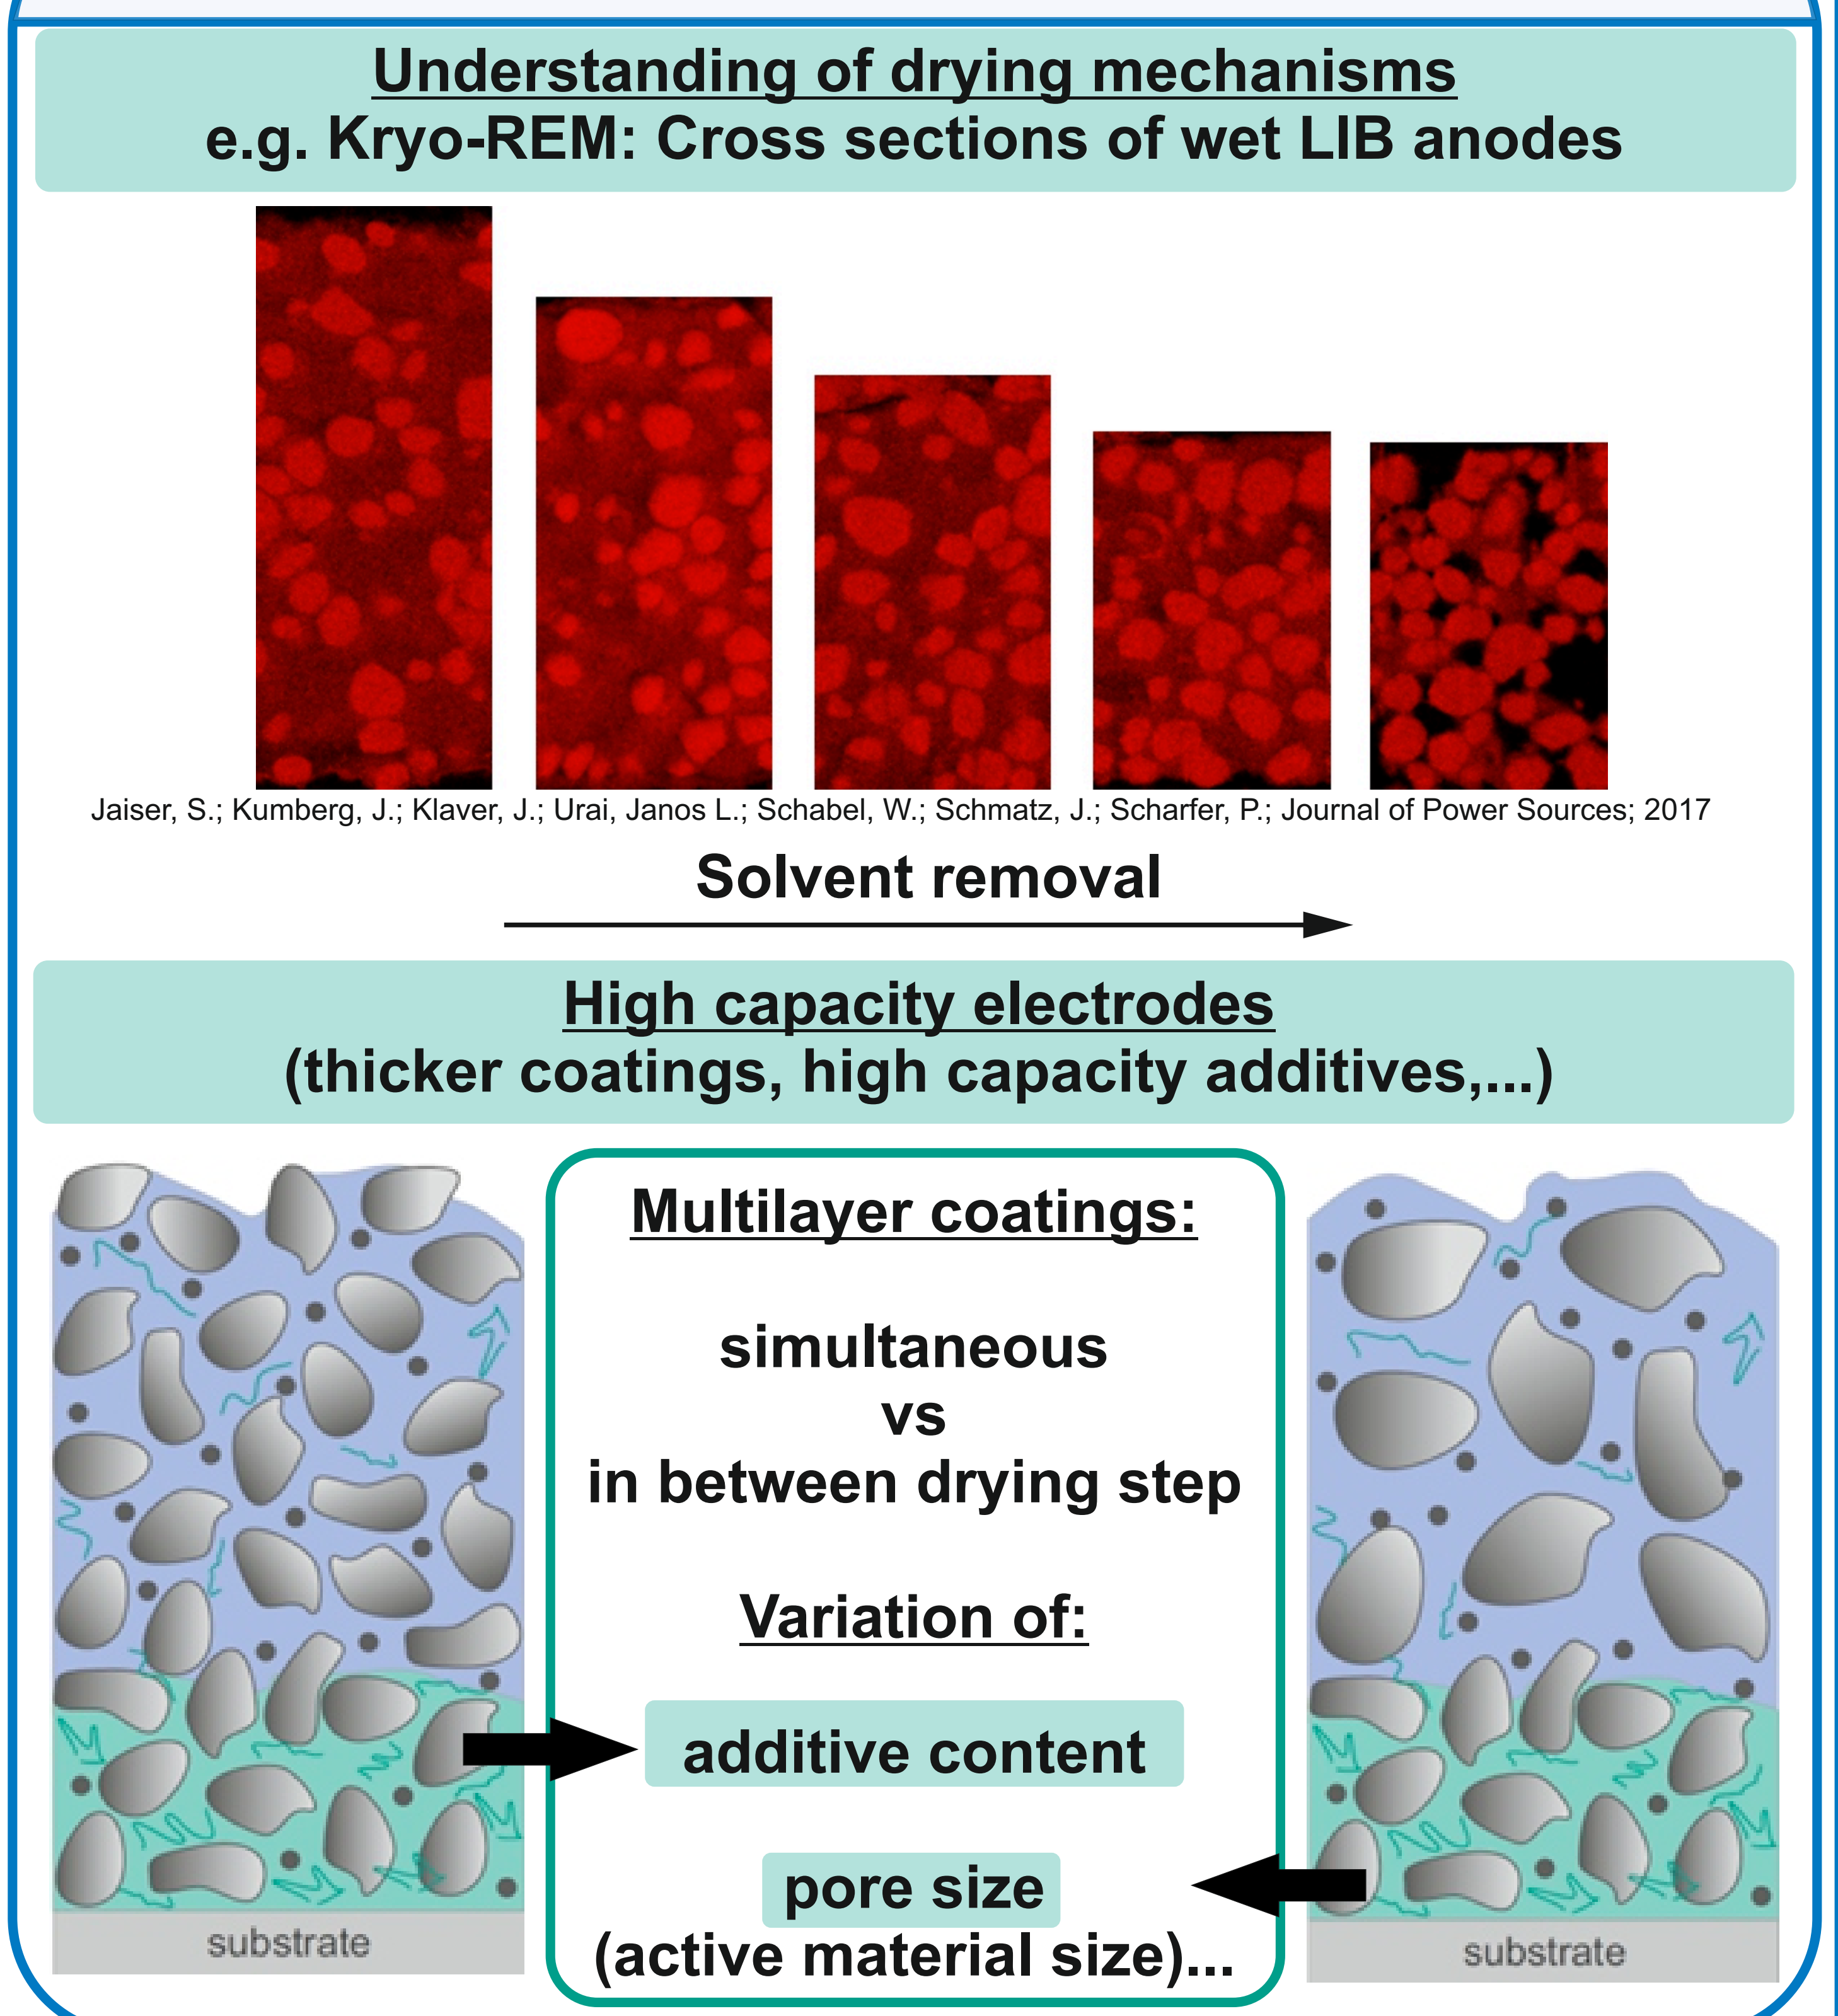 Understanding of drying mechanisms
e.g. Kryo-REM: Cross sections of wet LIB anodes
Jaiser, S.; Kumberg, J.; Klaver, J.; Urai, Janos L.; Schabel, W.; Schmatz, J.; Scharfer, P.; Journal of Power Sources; 2017
Solvent removal
High capacity electrodes
(thicker coatings, high capacity additives,...)
Multilayer coatings:
simultaneous
vs
in between drying step
Variation of:
additive content
pore size
(active material size)...
substrate
substrate